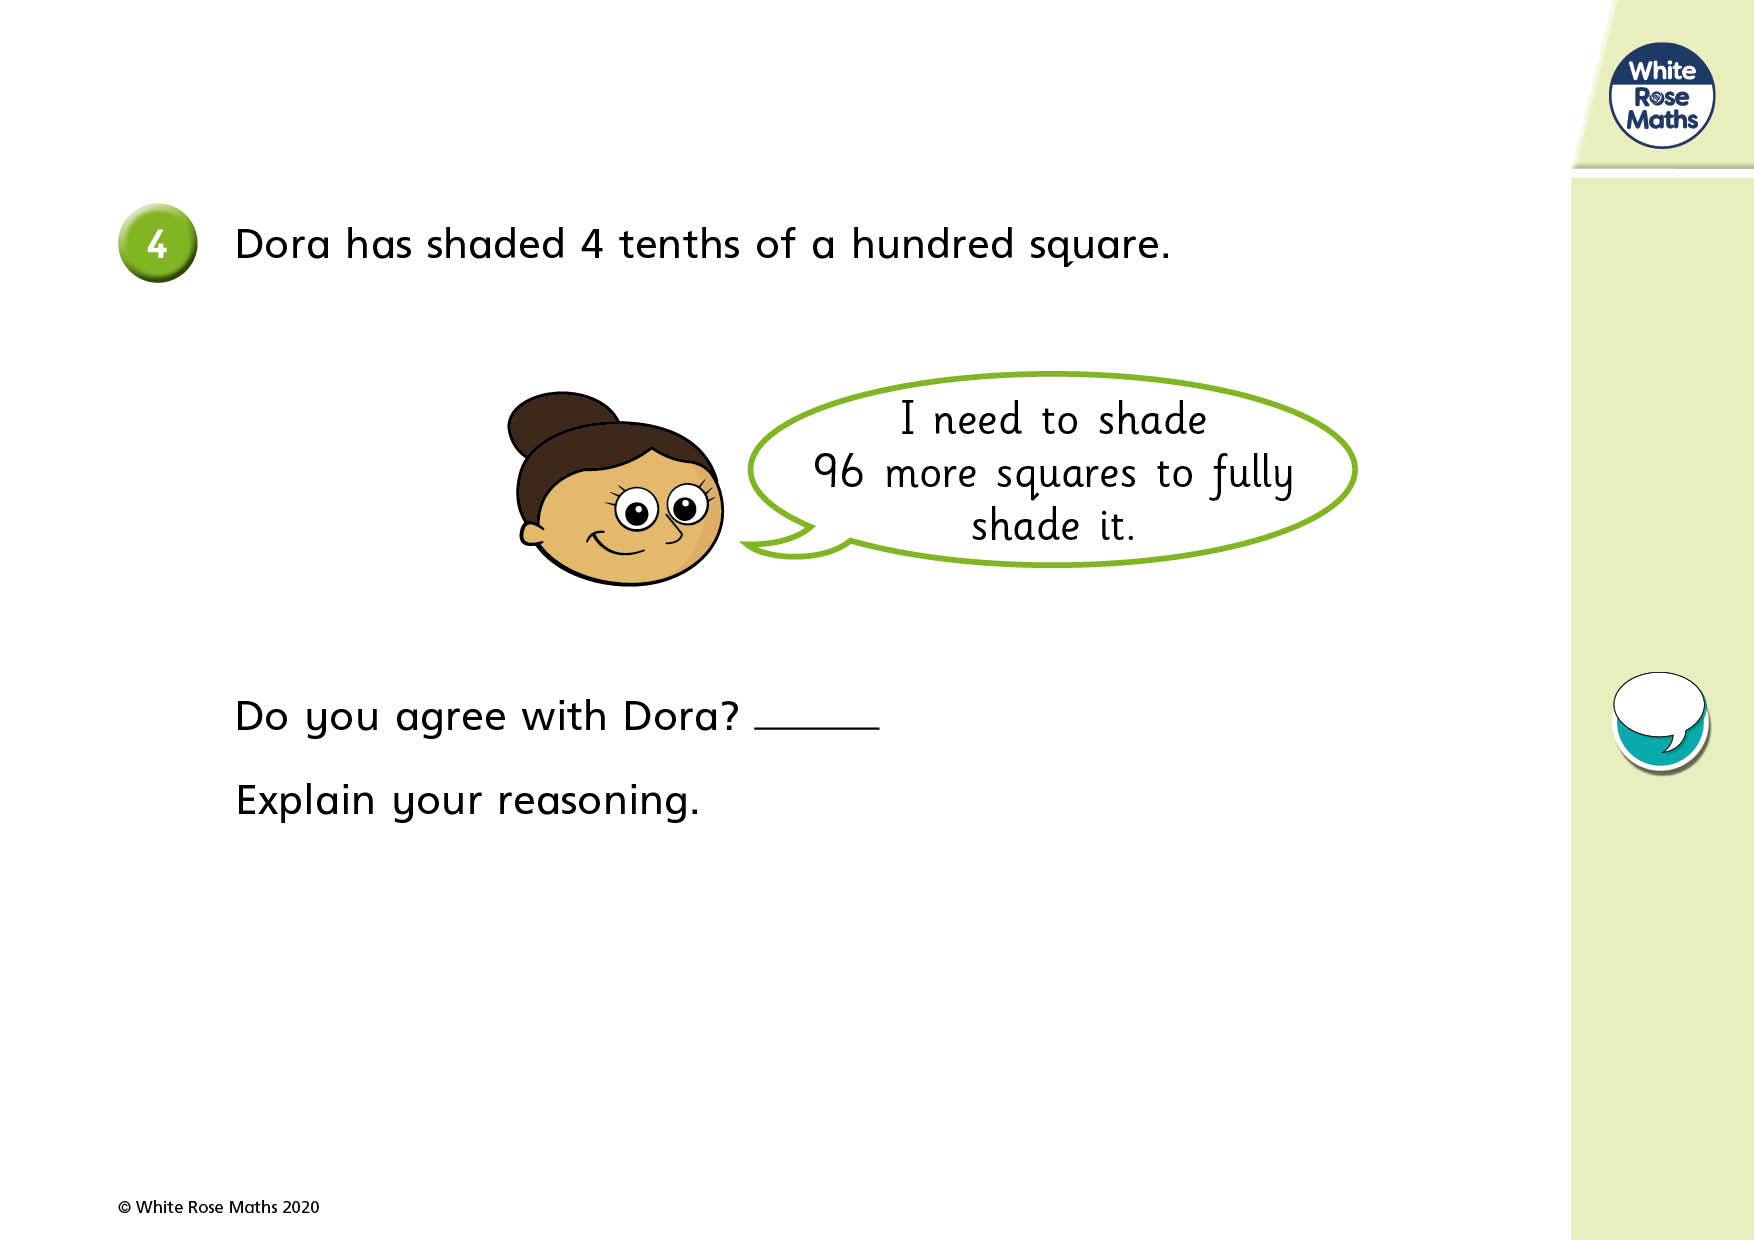 White
Rose
Maths
4 Dora has shaded 4 tenths of a hundred square.
I need to shade
96 more squares to fully
shade it.
Do you agree with Dora? ______
Explain your reasoning.
© White Rose Maths 2020